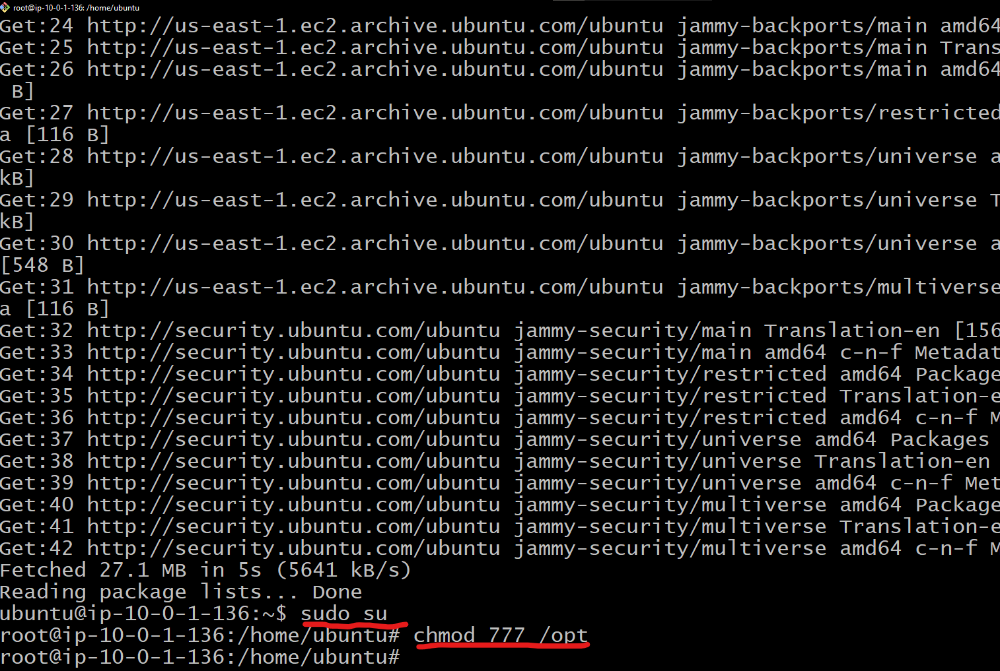 root@ip-10-0-1-136: /home/ubuntu
Get:24 http://us-east-1.ec2.archive.ubuntu.com/ubuntu jammy-backports/main amd64
Get:25 http://us-east-1.ec2.archive.ubuntu.com/ubuntu jammy-backports/main Trans
Get:26 http://us-east-1.ec2.archive.ubuntu.com/ubuntu jammy-backports/main amd64
B]
Get:27 http://us-east-1.ec2.archive.ubuntu.com/ubuntu jammy-backports/restricted
a [116 B]
Get:28 http://us-east-1.ec2.archive.ubuntu.com/ubuntu jammy-backports/universe a
kB]
Get:29 http://us-east-1.ec2.archive.ubuntu.com/ubuntu jammy-backports/universe T
kB]
Get:30 http://us-east-1.ec2.archive.ubuntu.com/ubuntu jammy-backports/universe a
[548 B]
Get:31 http://us-east-1.ec2.archive.ubuntu.com/ubuntu jammy-backports/multiverse
a [116 B]
Get:32 http://security.ubuntu.com/ubuntu jammy-security/main Translation-en [156
Get:33 http://security.ubuntu.com/ubuntu jammy-security/main amd64 c-n-f Metadat
Get:34 http://security.ubuntu.com/ubuntu jammy-security/restricted amd64 Package
Get:35 http://security.ubuntu.com/ubuntu jammy-security/restricted Translation-e
Get:36 http://security.ubuntu.com/ubuntu jammy-security/restricted amd64 c-n-f M
Get:37 http://security.ubuntu.com/ubuntu jammy-security/universe amd64 Packages
Get:38 http://security.ubuntu.com/ubuntu jammy-security/universe Translation-en
Get:39 http://security.ubuntu.com/ubuntu jammy-security/universe amd64 c-n-f Met
Get:40 http://security.ubuntu.com/ubuntu jammy-security/multiverse amd64 Package
Get:41 http://security.ubuntu.com/ubuntu jammy-security/multiverse Translation-e
Get:42 http://security.ubuntu.com/ubuntu jammy-security/multiverse amd64 c-n-f M
Fetched 27.1 MB in 5s (5641 kB/s)
Reading package lists... Done
ubuntu@ip-10-0-1-136:~$ sudo su
root@ip-10-0-1-136:/home/ubuntu# chmod 777 /opt
root@ip-10-0-1-136:/home/ubuntu#